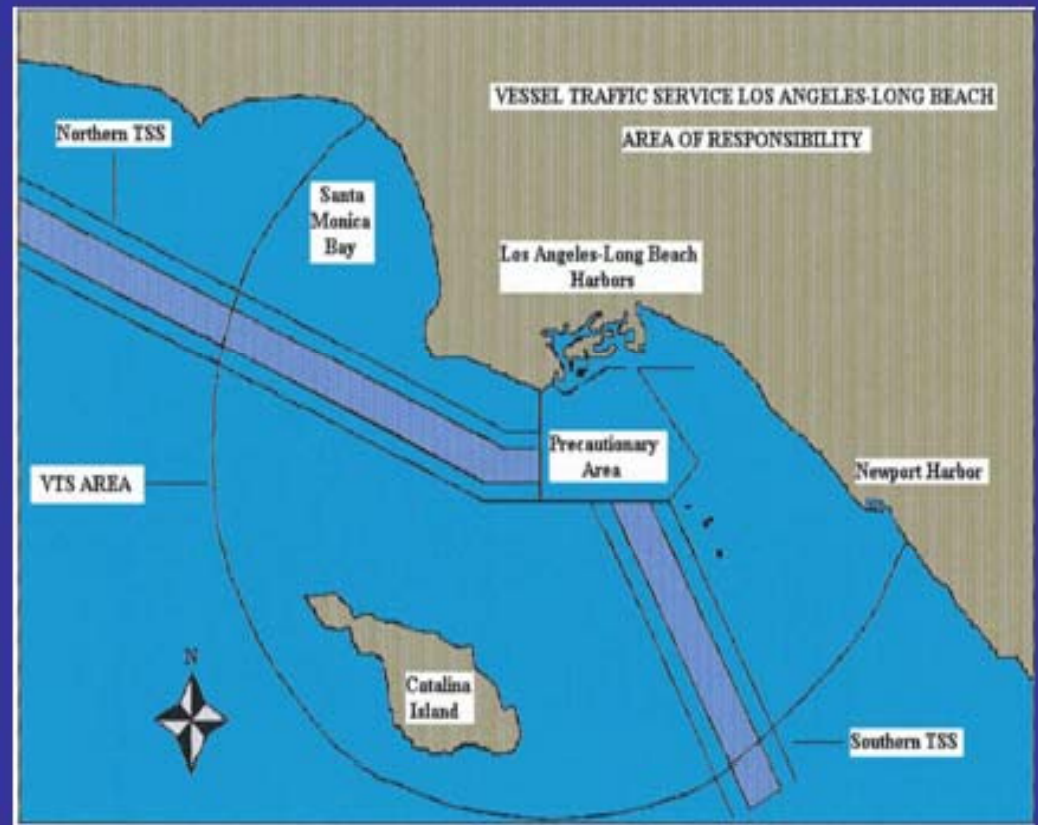 VESSEL TRAFFIC SERVICE LOS ANGELES-LONG BEACH
AREA OF RESPONSIBILITY
Northern TSS
Santa
Monica
Bay
Los Angeles-Long Beach
Harbors
Precautionary
Area
Newport Harbor
VTS AREA
N
Catalina
Island
Southern TSS